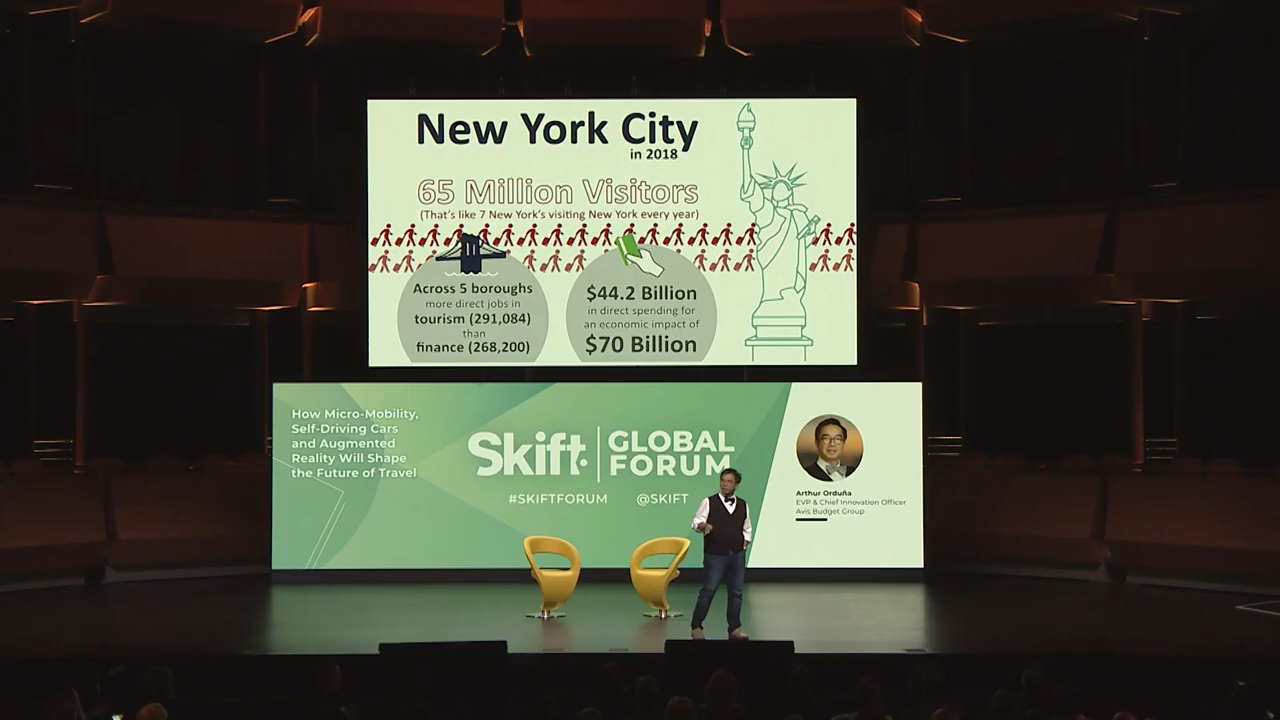 New York City
in 2018
65 Million Visitors
(That's like 7 New York's visiting New York every year)
Across 5 boroughs
more direct jobs in
tourism (291,084)
than
finance (268,200)
$44.2 Billion
in direct spending for
an economic impact of
$70 Billion
How Micro-Mobility,
Self-Driving Cars
and Augmented
Reality Will Shape
the Future of Travel
Skift
GLOBAL
FORUM
#SKIFTFORUM @SKIFT
Arthur Orduña
EVP & Chief Innovation Officer
Avis Budget Group